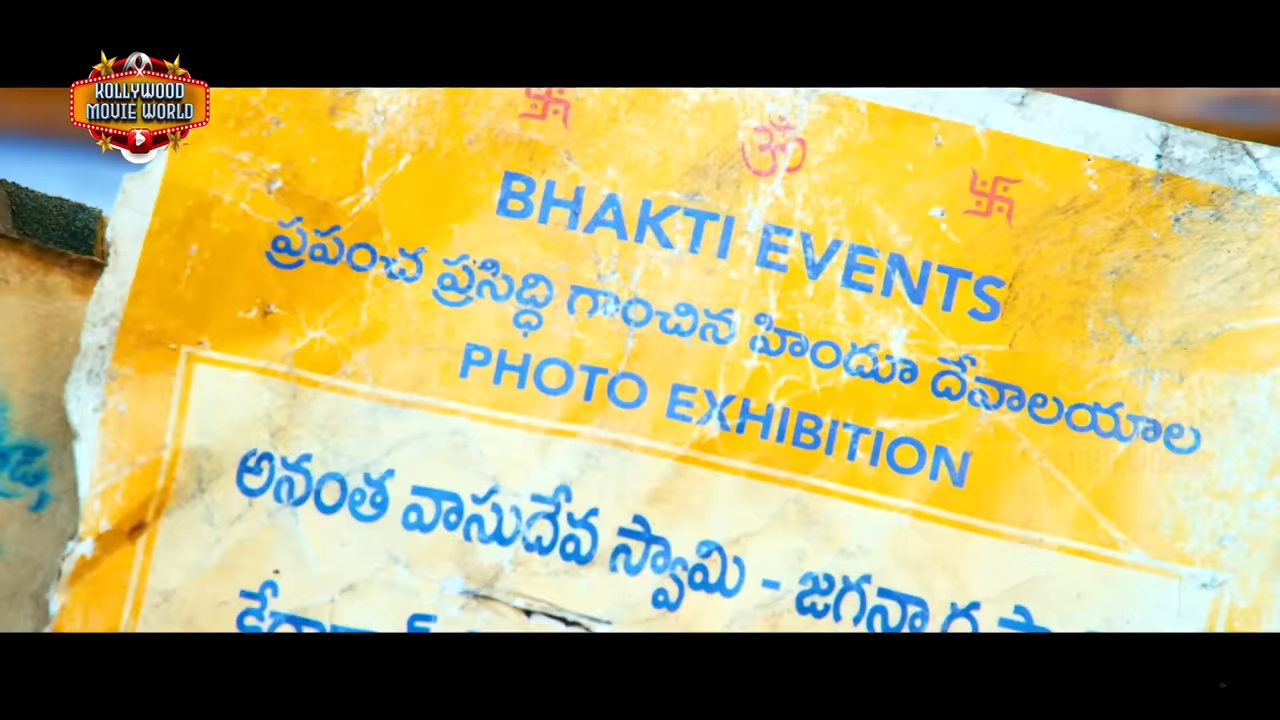 KOLLYWOOD
MOVIE WORLD
BHAKTI EVENTS
ప్రపంచ ప్రసిద్ధి గాంచిన హిందూ దేవాలయాల
PHOTO EXHIBITION
అనంత వాసుదేవ స్వామి - జగన్నాథ